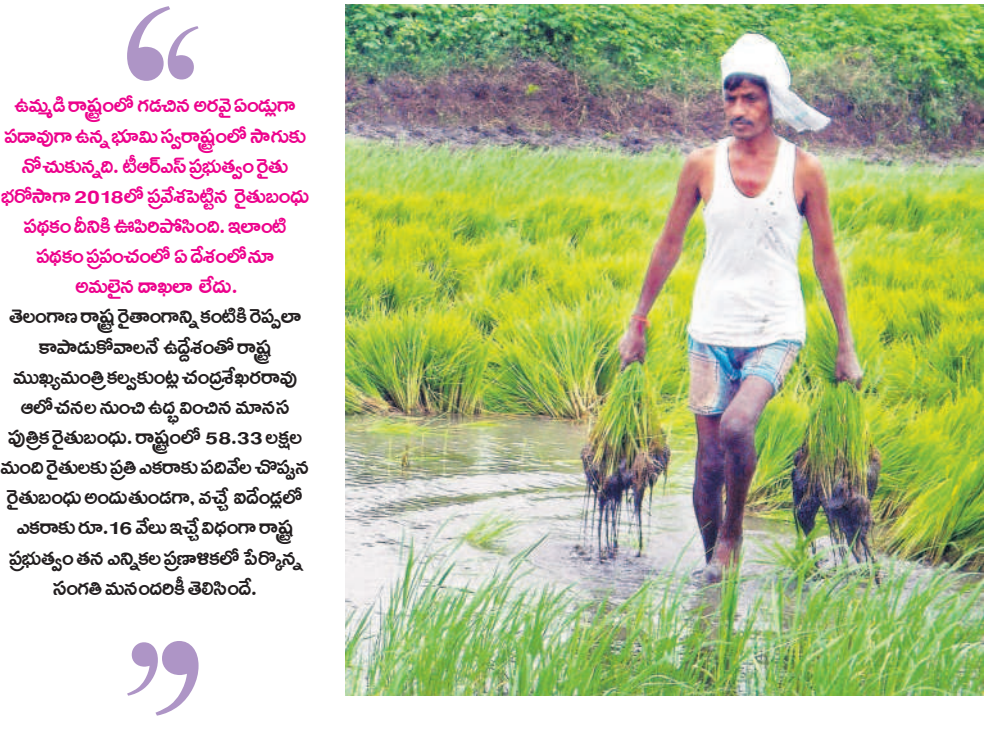 ఉమ్మడి రాష్ట్రంలో గడచిన అరవై ఏండ్లుగా
పదావుగా ఉన్న భూమి స్వరాష్ట్రంలో సాగుకు
నోచుకున్నది. టీఆర్ఎస్ ప్రభుత్వం రైతు
భరోసాగా 2018లో ప్రవేశపెట్టిన రైతుబంధు
పథకం దీనికి ఊపిరిపోసింది. ఇలాంటి
పథకం ప్రపంచంలో ఏ దేశంలోనూ
అమలైన దాఖలా లేదు.
తెలంగాణ రాష్ట్ర రైతాంగాన్ని కంటికి రెప్పలా
కాపాడుకోవాలనే ఉద్దేశంతో రాష్ట్ర
ముఖ్యమంత్రి కల్వకుంట్ల చంద్రశేఖరరావు
ఆలోచనల నుంచి ఉద్భవించిన మానస
పుత్రిక రైతుబంధు. రాష్ట్రంలో 58.33 లక్షల
మంది రైతులకు ప్రతి ఎకరాకు పదివేల చొప్పున
రైతుబంధు అందుతుండగా, వచ్చే ఐదేండ్లలో
ఎకరాకు రూ.16 వేలు ఇచ్చే విధంగా రాష్ట్ర
ప్రభుత్వం తన ఎన్నికల ప్రణాళికలో పేర్కొన్న
సంగతి మనందరికీ తెలిసిందే.